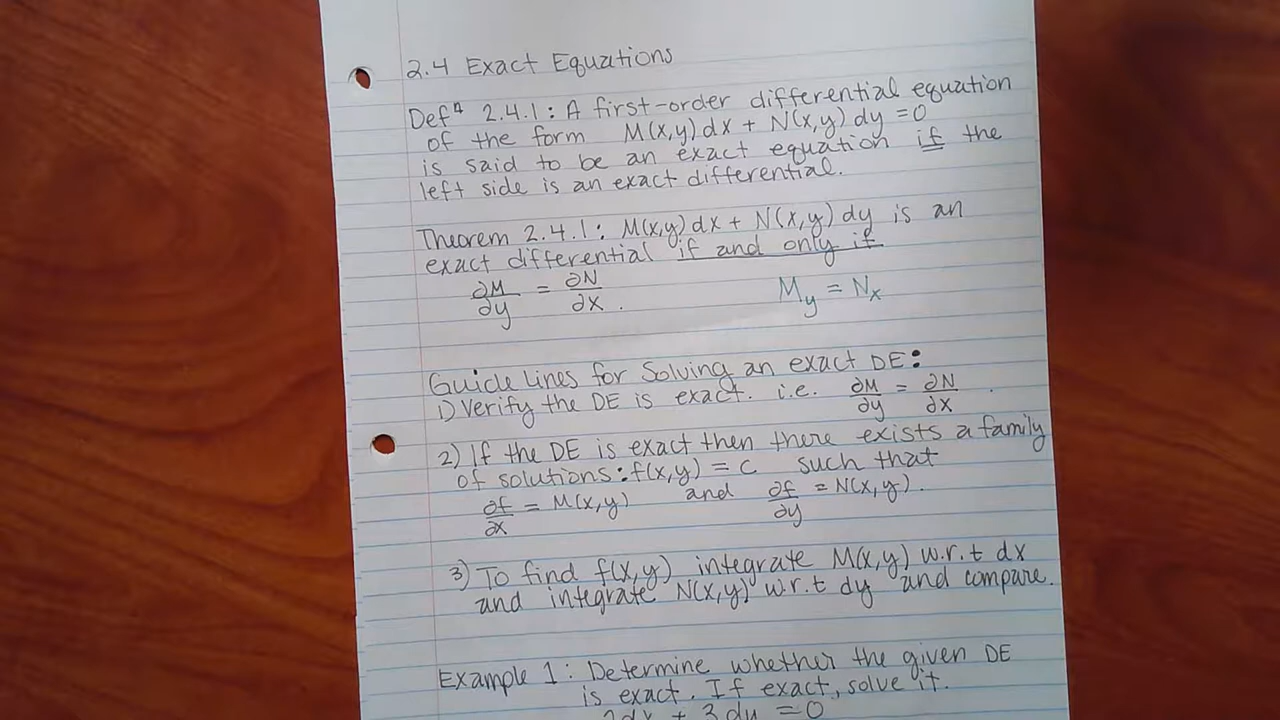 2.4 Exact Equations
Defⁿ 2.4.1: A first-order differential equation
of the form M(x,y)dx + N(x,y)dy = 0
is said to be an exact equation if the
left side is an exact differential.
Theorem 2.4.1: M(x,y)dx + N(x,y)dy is an
exact differential if and only if
∂M/∂y = ∂N/∂x. My = Nx
Guide Lines for Solving an exact DE:
1) Verify the DE is exact. i.e. ∂M/∂y = ∂N/∂x.
2) If the DE is exact then there exists a family
of solutions: f(x,y) = c such that
∂f/∂x = M(x,y) and ∂f/∂y = N(x,y).
3) To find f(x,y) integrate M(x,y) w.r.t dx
and integrate N(x,y) w.r.t dy and compare.
Example 1: Determine whether the given DE
is exact. If exact, solve it.
2dx + 3dy = 0